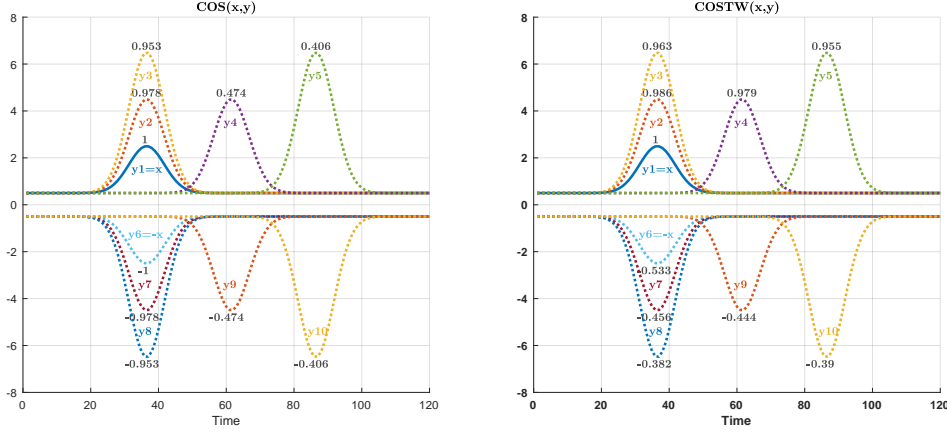 COS(x,y)
8
6
4
2
0
-2
-4
-6
-8
0.953
y3
0.978
y2
1
y1=x
0.474
y4
0.406
y5
y6=-x
-1
y7
-0.978
y8
-0.953
y9
-0.474
y10
-0.406
0 20 40 60 80 100 120
Time
COSTW(x,y)
8
6
4
2
0
-2
-4
-6
-8
0.963
y3
0.986
y2
1
y1=x
0.979
y4
0.955
y5
y6=-x
-0.533
y7
-0.456
y8
-0.382
y9
-0.444
y10
-0.39
0 20 40 60 80 100 120
Time